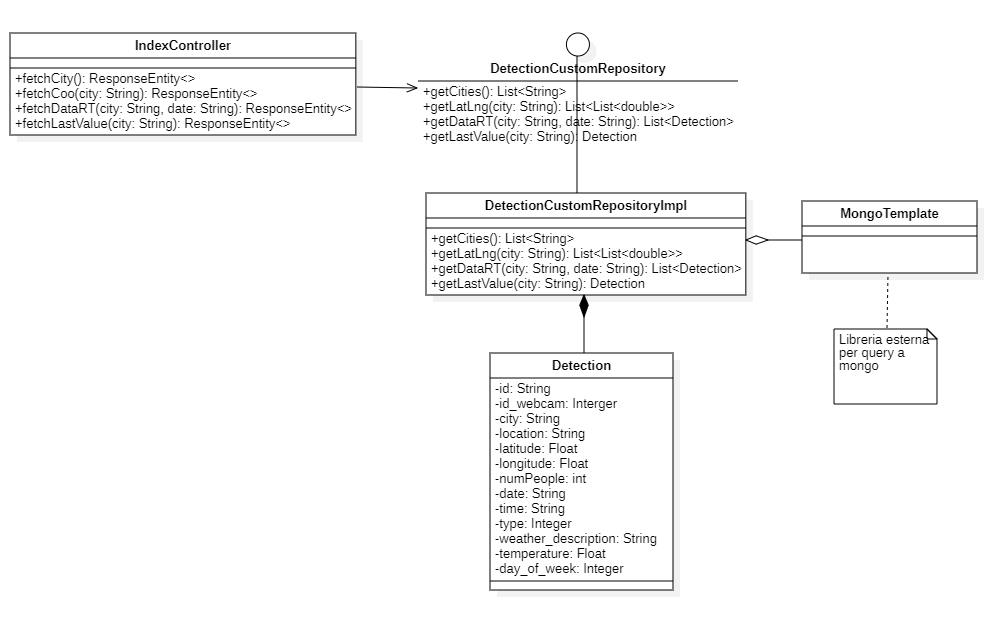 IndexController
+fetchCity(): ResponseEntity<>
+fetchCoo(city: String): ResponseEntity<>
+fetchDataRT(city: String, date: String): ResponseEntity<>
+fetchLastValue(city: String): ResponseEntity<>
DetectionCustomRepository
+getCities(): List<String>
+getLatLng(city: String): List<List<double>>
+getDataRT(city: String, date: String): List<Detection>
+getLastValue(city: String): Detection
DetectionCustomRepositoryImpl
+getCities(): List<String>
+getLatLng(city: String): List<List<double>>
+getDataRT(city: String, date: String): List<Detection>
+getLastValue(city: String): Detection
MongoTemplate
Libreria esterna
per query a
mongo
Detection
-id: String
-id_webcam: Interger
-city: String
-location: String
-latitude: Float
-longitude: Float
-numPeople: int
-date: String
-time: String
-type: Integer
-weather_description: String
-temperature: Float
-day_of_week: Integer